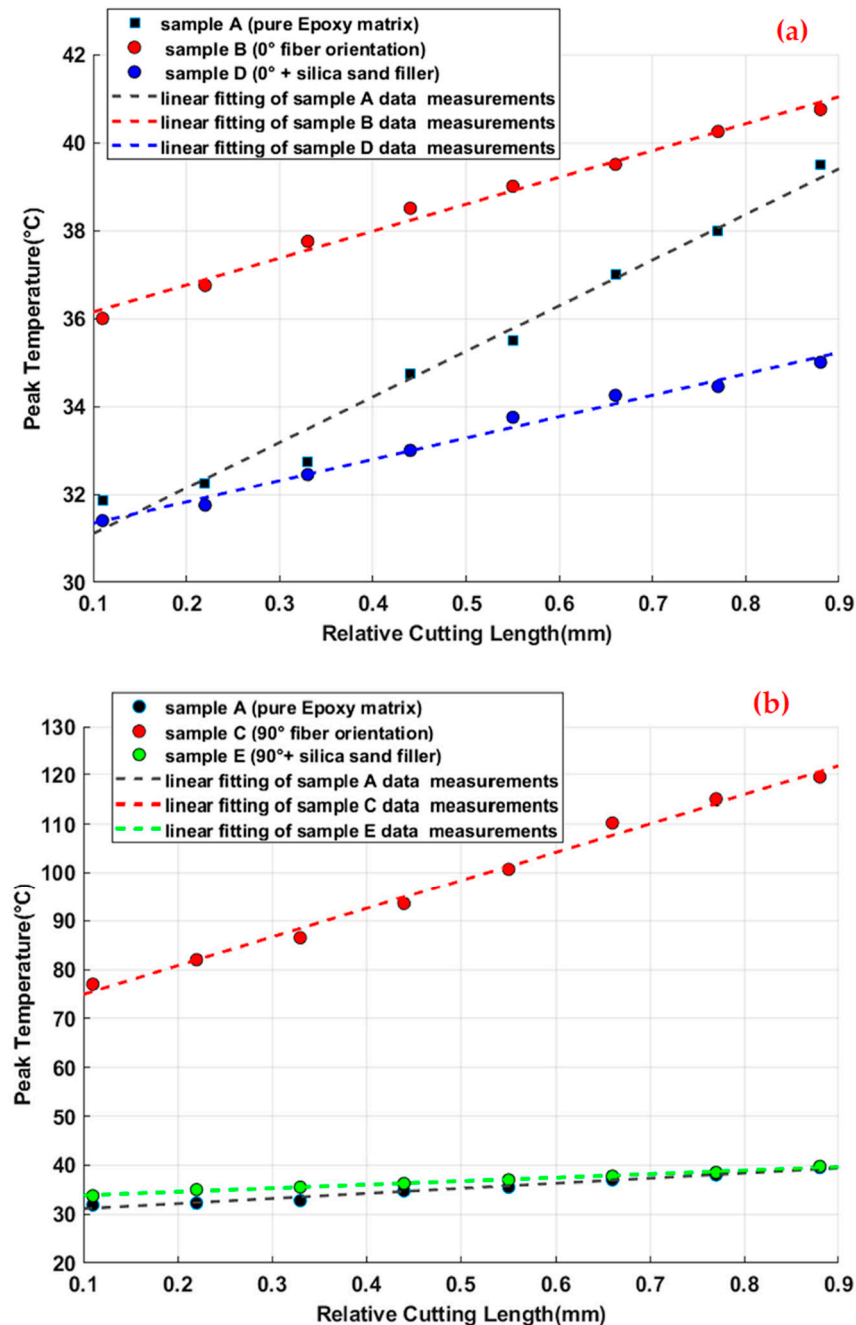 (a)
sample A (pure Epoxy matrix)
sample B (0° fiber orientation)
sample D (0° + silica sand filler)
linear fitting of sample A data  measurements
linear fitting of sample B data  measurements
linear fitting of sample D data  measurements
42
40
38
36
34
32
30
Peak Temperature(°C)
0.1 0.2 0.3 0.4 0.5 0.6 0.7 0.8 0.9
Relative Cutting Length(mm)
(b)
sample A (pure Epoxy matrix)
sample C (90° fiber orientation)
sample E (90°+ silica sand filler)
linear fitting of sample A data  measurements
linear fitting of sample C data  measurements
linear fitting of sample E data  measurements
130
120
110
100
90
80
70
60
50
40
30
20
Peak Temperature(°C)
0.1 0.2 0.3 0.4 0.5 0.6 0.7 0.8 0.9
Relative Cutting Length(mm)